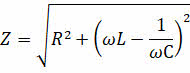 Z = √(R² + (ωL − 1/ωC)²)